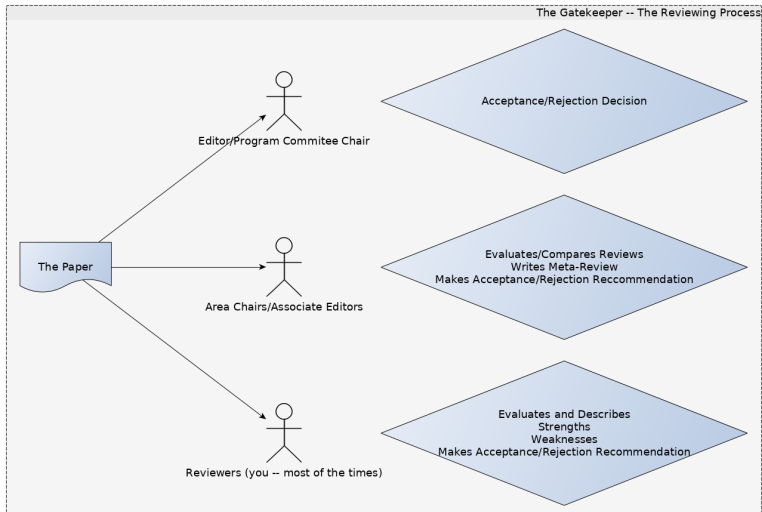 The Gatekeeper -- The Reviewing Process
Acceptance/Rejection Decision
Editor/Program Commitee Chair
The Paper
Evaluates/Compares Reviews
Writes Meta-Review
Makes Acceptance/Rejection Reccommendation
Area Chairs/Associate Editors
Evaluates and Describes
Strengths
Weaknesses
Makes Acceptance/Rejection Recommendation
Reviewers (you -- most of the times)